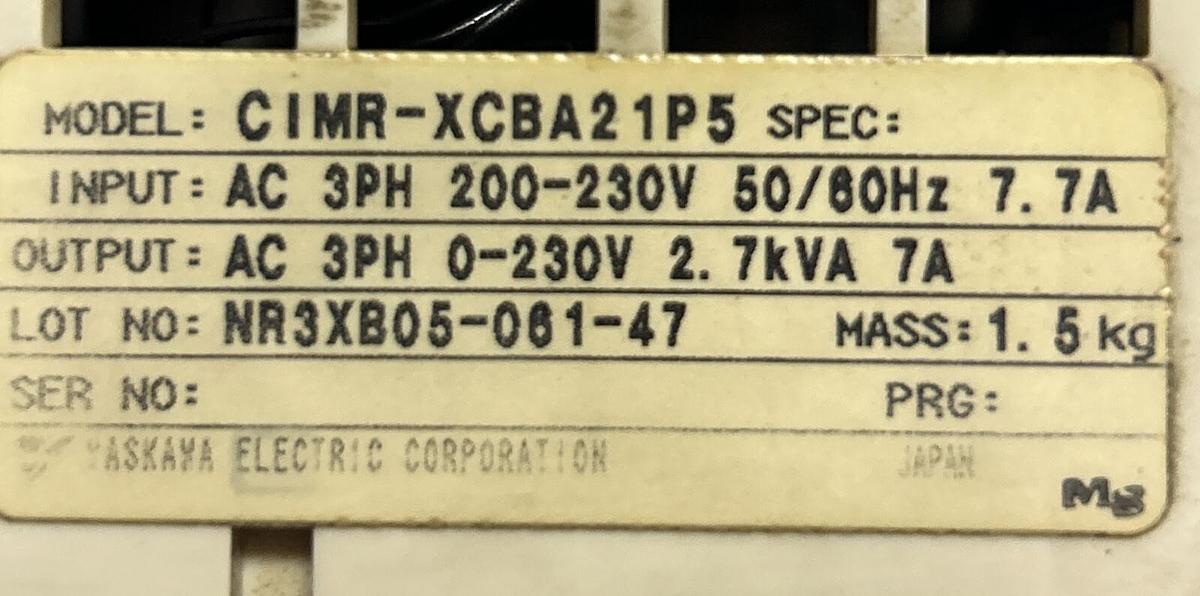 MODEL: CIMR-XCBA21P5 SPEC:
INPUT: AC 3PH 200-230V 50/60Hz 7.7A
OUTPUT: AC 3PH 0-230V 2.7kVA 7A
LOT NO: NR3XB05-061-47 MASS: 1.5kg
SER NO: PRG:
YASKAWA ELECTRIC CORPORATION JAPAN
MS